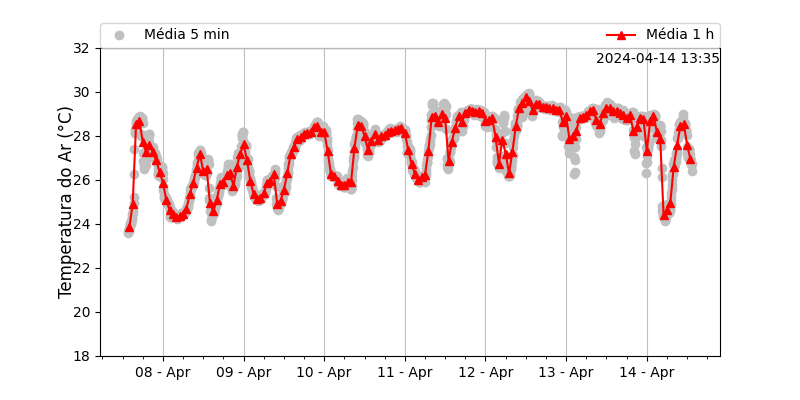 Média 5 min
Média 1 h
2024-04-14 13:35
Temperatura do Ar (°C)
32
30
28
26
24
22
20
18
08 - Apr
09 - Apr
10 - Apr
11 - Apr
12 - Apr
13 - Apr
14 - Apr